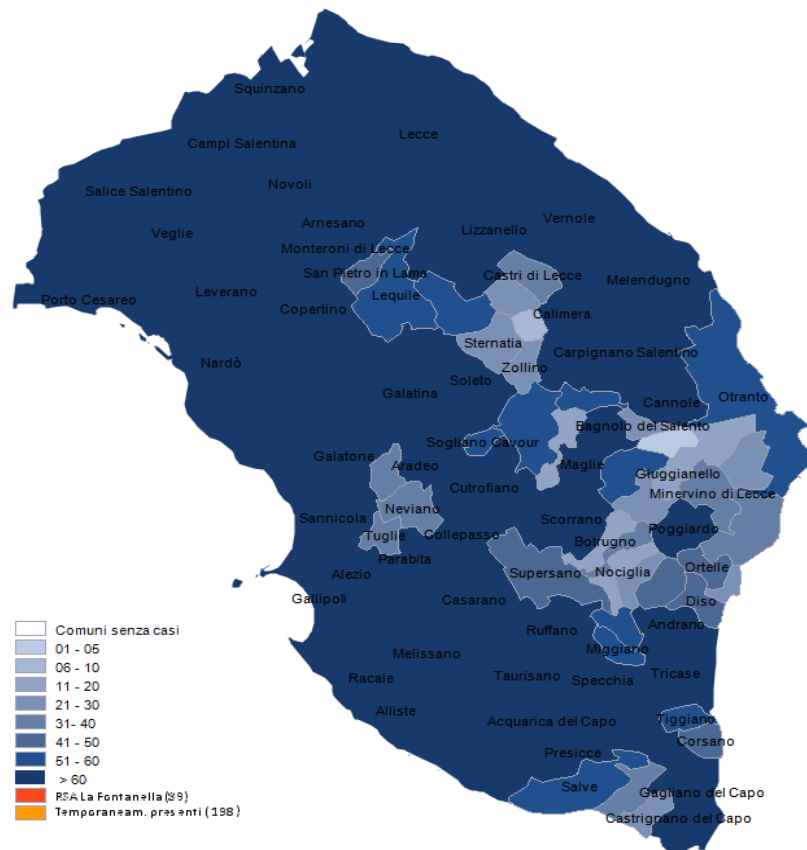 Squinzano
Lecce
Campi Salentina
Novoli
Salice Salentino
Vernole
Arnesano
Lizzanello
Veglie
Monteroni di Lecce
San Pietro in Lama
Castri di Lecce
Melendugno
Leverano
Lequile
Porto Cesareo
Copertino
Calimera
Sternatia
Carpignano Salentino
Nardò
Zollino
Soleto
Galatina
Otranto
Cannole
Bagnolo del Salento
Sogliano Cavour
Galatone
Aradeo
Maglie
Giuggianello
Cutrofiano
Minervino di Lecce
Neviano
Sannicola
Scorrano
Poggiardo
Tuglie
Collepasso
Botrugno
Parabita
Ortelle
Alezio
Supersano
Nociglia
Gallipoli
Casarano
Diso
Andrano
Ruffano
Miggiano
Melissano
Tricase
Racale
Taurisano
Specchia
Alliste
Acquarica del Capo
Tiggiano
Corsano
Presicce
Salve
Gagliano del Capo
Castrignano del Capo
Comuni senza casi
01 - 05
06 - 10
11 - 20
21 - 30
31- 40
41 - 50
51 - 60
> 60
RSA La Fontanella (89)
Temporaneam. presenti (198)